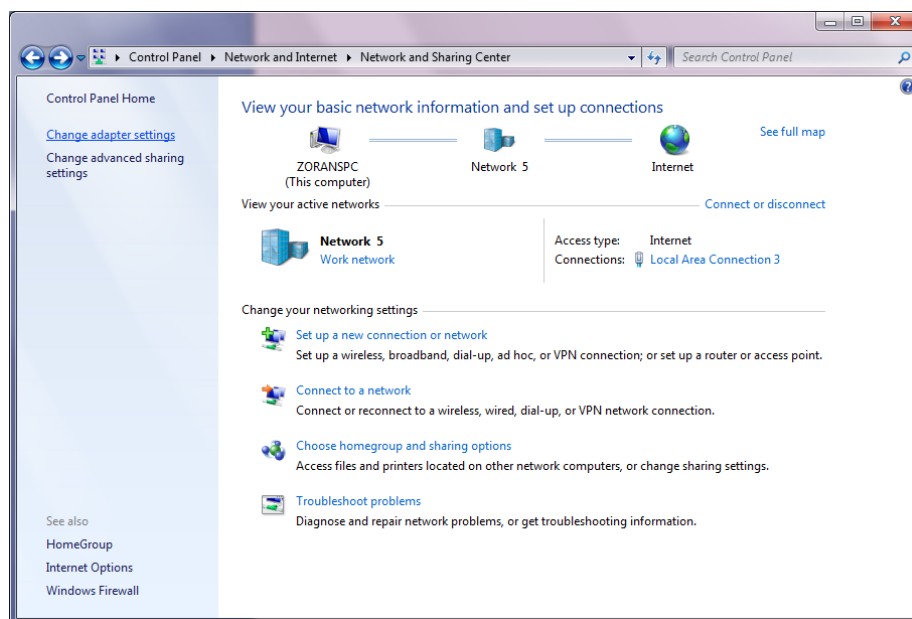 Control Panel ▸ Network and Internet ▸ Network and Sharing Center
Search Control Panel
Control Panel Home
Change adapter settings
Change advanced sharing
settings
See also
HomeGroup
Internet Options
Windows Firewall
View your basic network information and set up connections
See full map
ZORANSPC
(This computer)
Network 5
Internet
View your active networks
Connect or disconnect
Network 5
Work network
Access type: Internet
Connections: Local Area Connection 3
Change your networking settings
Set up a new connection or network
Set up a wireless, broadband, dial-up, ad hoc, or VPN connection; or set up a router or access point.
Connect to a network
Connect or reconnect to a wireless, wired, dial-up, or VPN network connection.
Choose homegroup and sharing options
Access files and printers located on other network computers, or change sharing settings.
Troubleshoot problems
Diagnose and repair network problems, or get troubleshooting information.